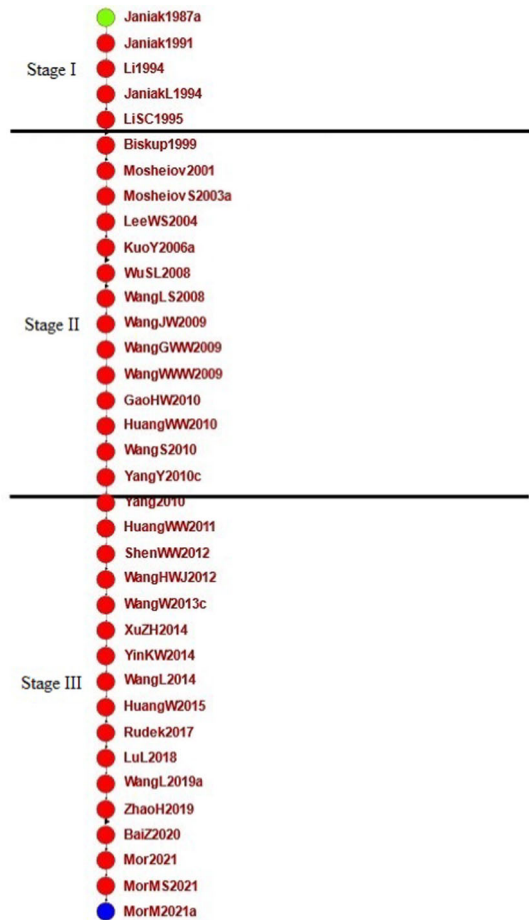 Janiak1987a
Janiak1991
Stage I
Li1994
JaniakL1994
LiSC1995
Biskup1999
Mosheiov2001
MosheiovS2003a
LeeWS2004
KuoY2006a
WuSL2008
WangLS2008
Stage II
WangJW2009
WangGWW2009
WangWWW2009
GaoHW2010
HuangWW2010
WangS2010
YangY2010c
Yang2010
HuangWW2011
ShenWW2012
WangHWJ2012
WangW2013c
XuZH2014
YinKW2014
Stage III
WangL2014
HuangW2015
Rudek2017
LuL2018
WangL2019a
ZhaoH2019
BaiZ2020
Mor2021
MorMS2021
MorM2021a